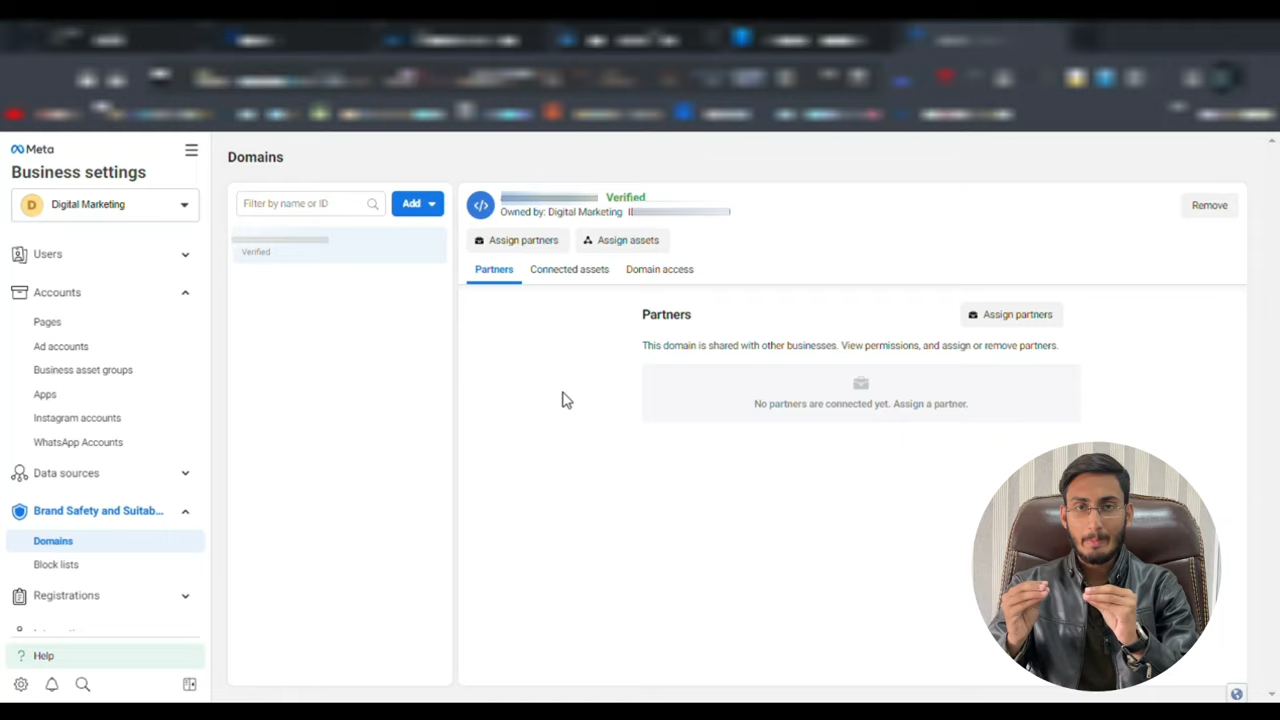 Meta
Business settings
D
Digital Marketing
Users
Accounts
Pages
Ad accounts
Business asset groups
Apps
Instagram accounts
WhatsApp Accounts
Data sources
Brand Safety and Suitab...
Domains
Block lists
Registrations
? Help
Domains
Filter by name or ID
Add
Verified
</> Verified
Owned by: Digital Marketing
Remove
Assign partners
Assign assets
Partners
Connected assets
Domain access
Partners
Assign partners
This domain is shared with other businesses. View permissions, and assign or remove partners.
No partners are connected yet. Assign a partner.